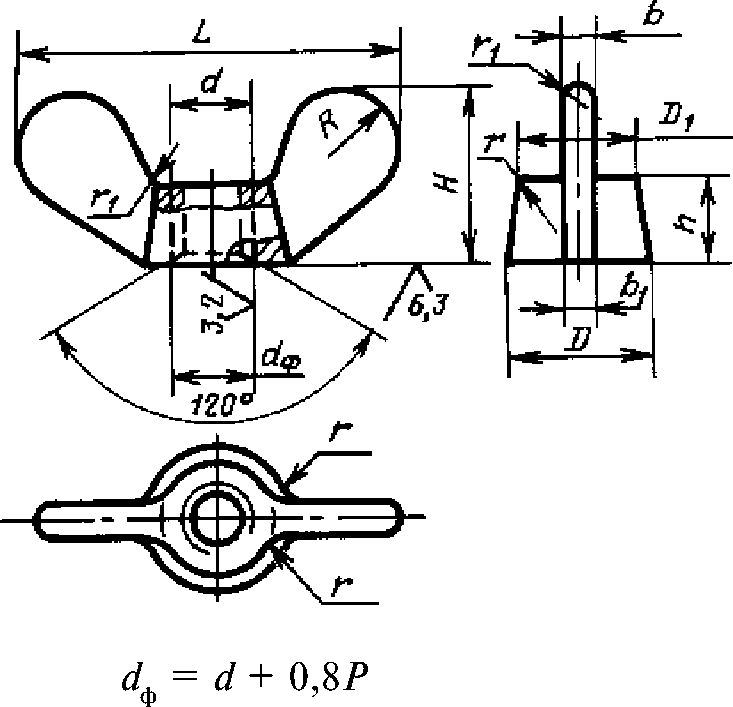 L
b
r₁
d
D₁
R
H
r
r₁
h
3,2
6,3
b₁
dф
D
120°
r
r
dф = d + 0,8P